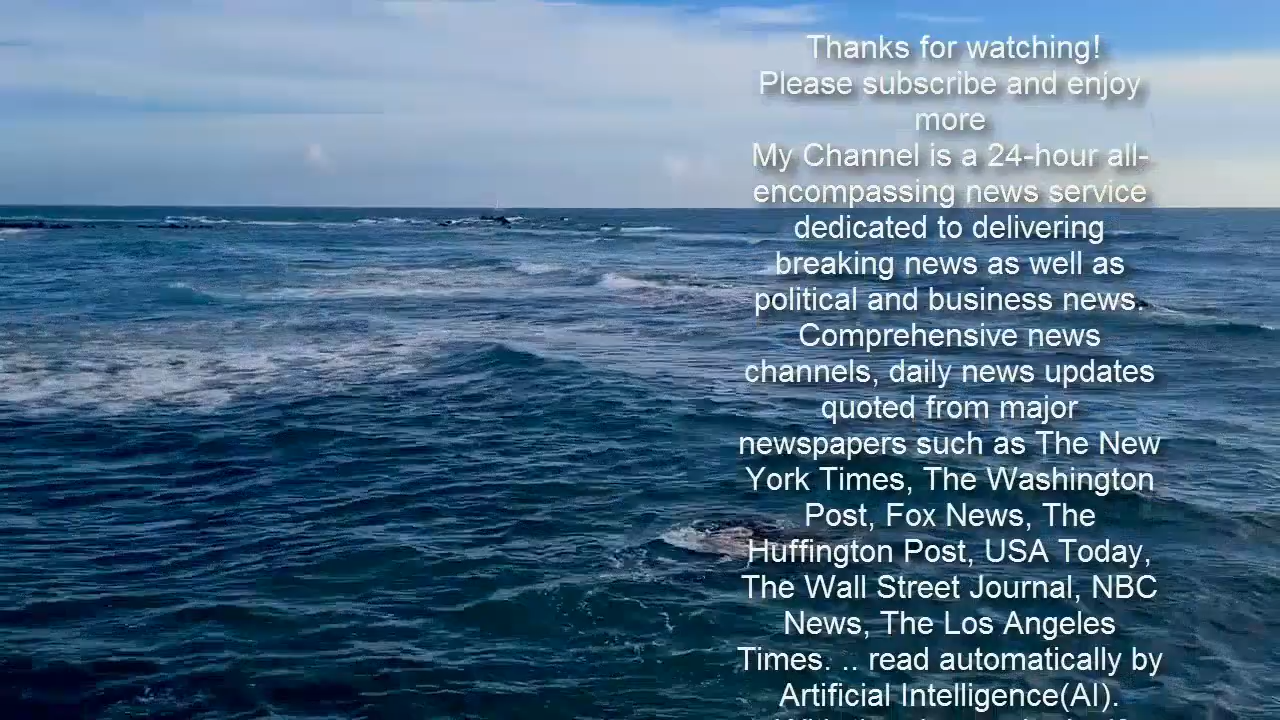 Thanks for watching!
Please subscribe and enjoy
more
My Channel is a 24-hour all-
encompassing news service
dedicated to delivering
breaking news as well as
political and business news.
Comprehensive news
channels, daily news updates
quoted from major
newspapers such as The New
York Times, The Washington
Post, Fox News, The
Huffington Post, USA Today,
The Wall Street Journal, NBC
News, The Los Angeles
Times. .. read automatically by
Artificial Intelligence(AI).